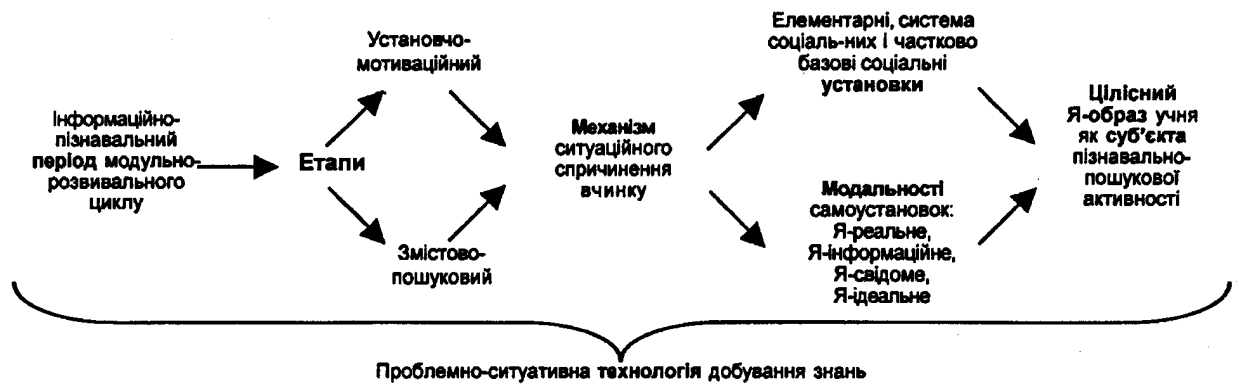 Інформаційно-
пізнавальний
період модульно-
розвивального
циклу
Етапи
Установчо-
мотиваційний
Змістово-
пошуковий
Механізм
ситуаційного
спричинення
вчинку
Елементарні, система
соціаль-них і частково
базові соціальні
установки
Модальності
самоустановок:
Я-реальне,
Я-інформаційне,
Я-свідоме,
Я-ідеальне
Цілісний
Я-образ учня
як суб’єкта
пізнавально-
пошукової
активності
Проблемно-ситуативна технологія добування знань